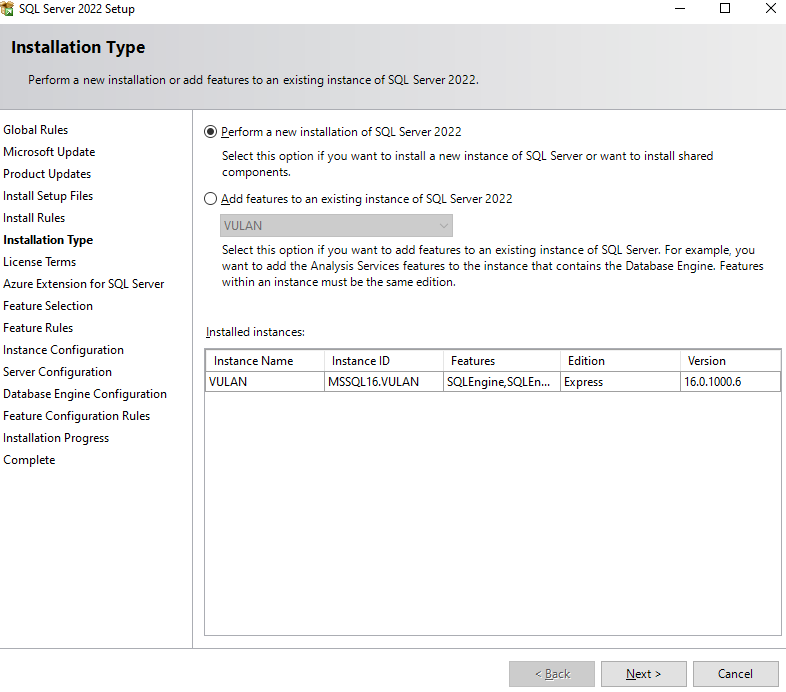 SQL Server 2022 Setup
Installation Type
Perform a new installation or add features to an existing instance of SQL Server 2022.
Global Rules
Microsoft Update
Product Updates
Install Setup Files
Install Rules
Installation Type
License Terms
Azure Extension for SQL Server
Feature Selection
Feature Rules
Instance Configuration
Server Configuration
Database Engine Configuration
Feature Configuration Rules
Installation Progress
Complete
Perform a new installation of SQL Server 2022
Select this option if you want to install a new instance of SQL Server or want to install shared
components.
Add features to an existing instance of SQL Server 2022
VULAN
Select this option if you want to add features to an existing instance of SQL Server. For example, you
want to add the Analysis Services features to the instance that contains the Database Engine. Features
within an instance must be the same edition.
Installed instances:
Instance Name Instance ID Features Edition Version
VULAN MSSQL16.VULAN SQLEngine,SQLEn... Express 16.0.1000.6
< Back Next > Cancel